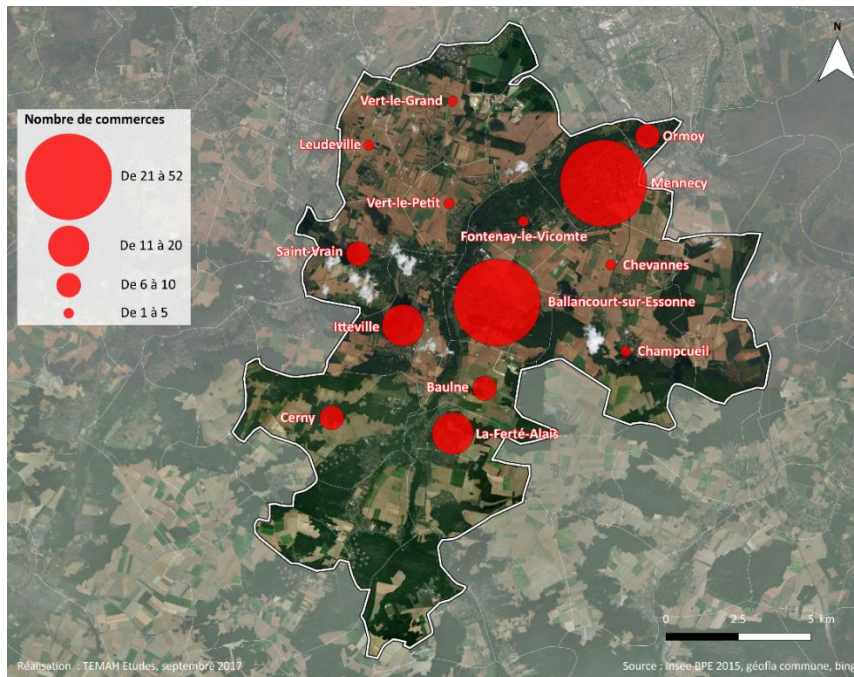 N
Nombre de commerces
De 21 à 52
De 11 à 20
De 6 à 10
De 1 à 5
Vert-le-Grand
Ormoy
Leudeville
Mennecy
Vert-le-Petit
Fontenay-le-Vicomte
Saint-Vrain
Chevannes
Ballancourt-sur-Essonne
Itteville
Champcueil
Baulne
Cerny
La-Ferté-Alais
0 2.5 5 km
Réalisation : TEMAH Etudes, septembre 2017
Source : Insee BPE 2015, géofla commune, bing